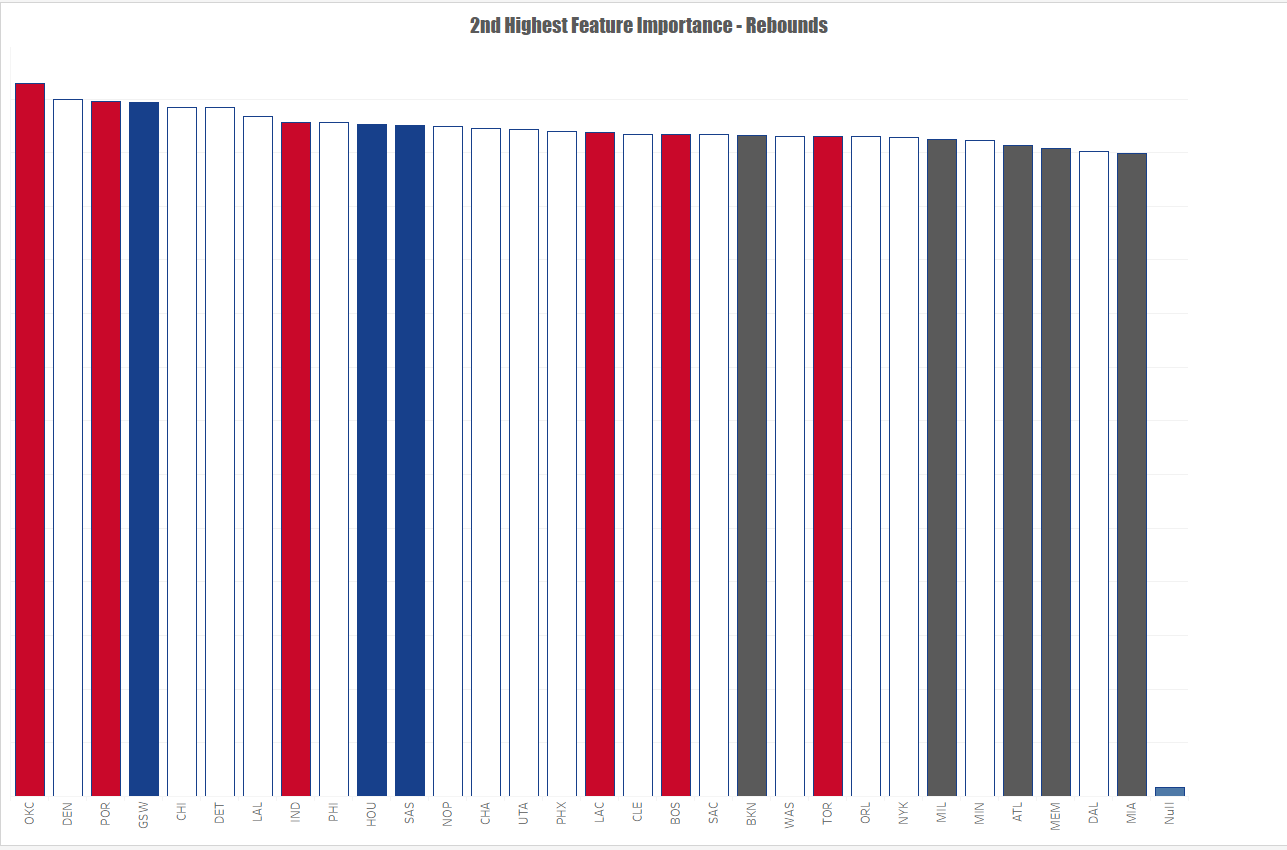 2nd Highest Feature Importance - Rebounds
OKC
DEN
POR
GSW
CHI
DET
LAL
IND
PHI
HOU
SAS
NOP
CHA
UTA
PHX
LAC
CLE
BOS
SAC
BKN
WAS
TOR
ORL
NYK
MIL
MIN
ATL
MEM
DAL
MIA
Null